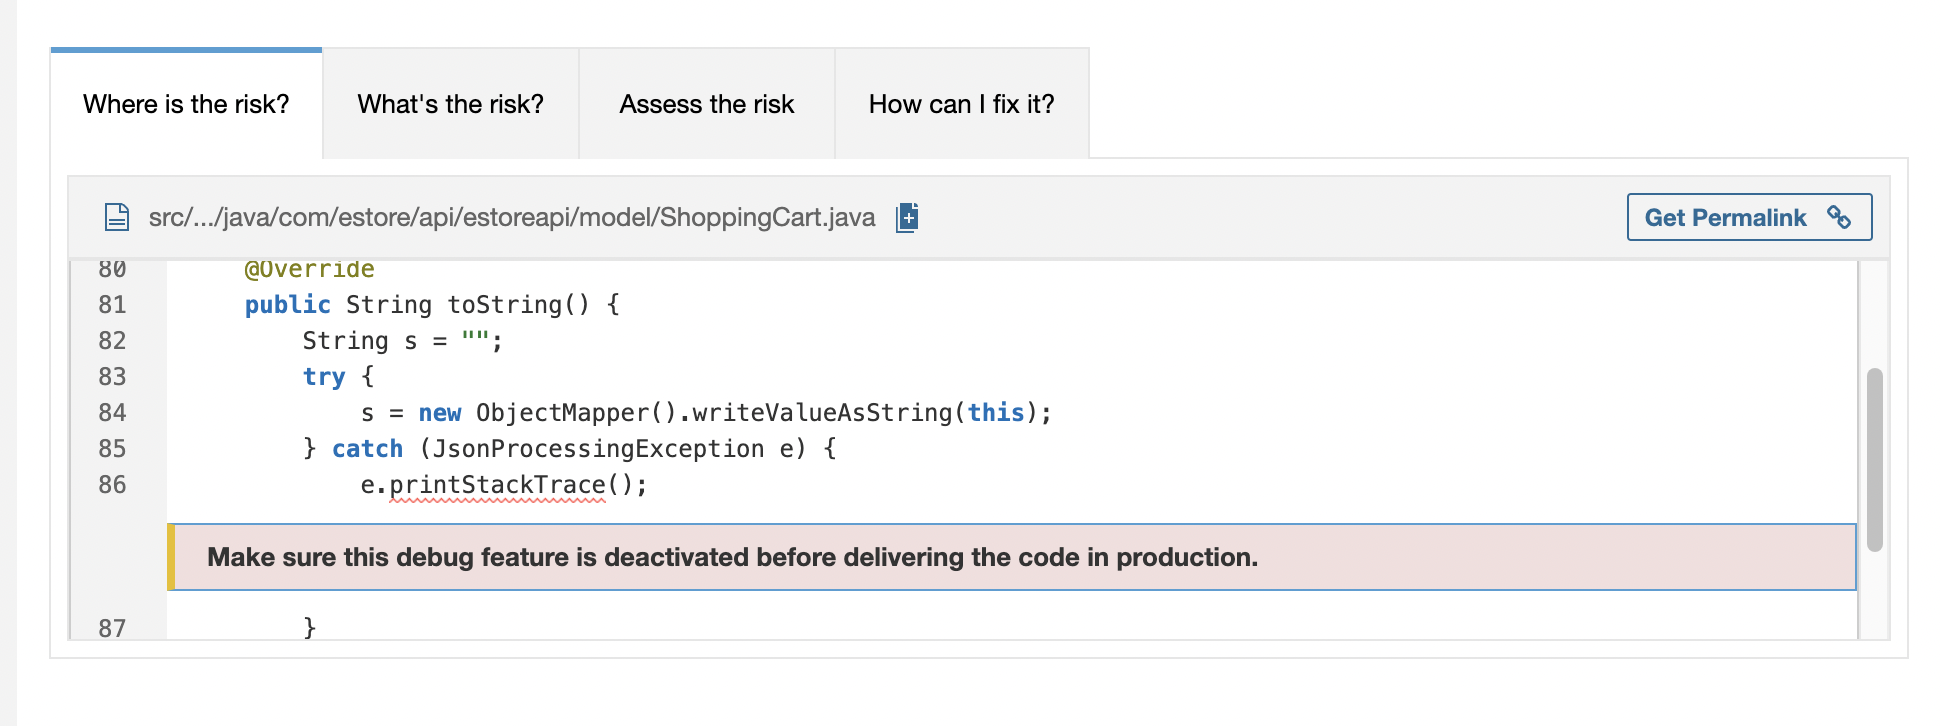 Where is the risk?
What's the risk?
Assess the risk
How can I fix it?
src/.../java/com/estore/api/estoreapi/model/ShoppingCart.java
Get Permalink
80 @Override
81 public String toString() {
82 String s = "";
83 try {
84 s = new ObjectMapper().writeValueAsString(this);
85 } catch (JsonProcessingException e) {
86 e.printStackTrace();
Make sure this debug feature is deactivated before delivering the code in production.
87 }